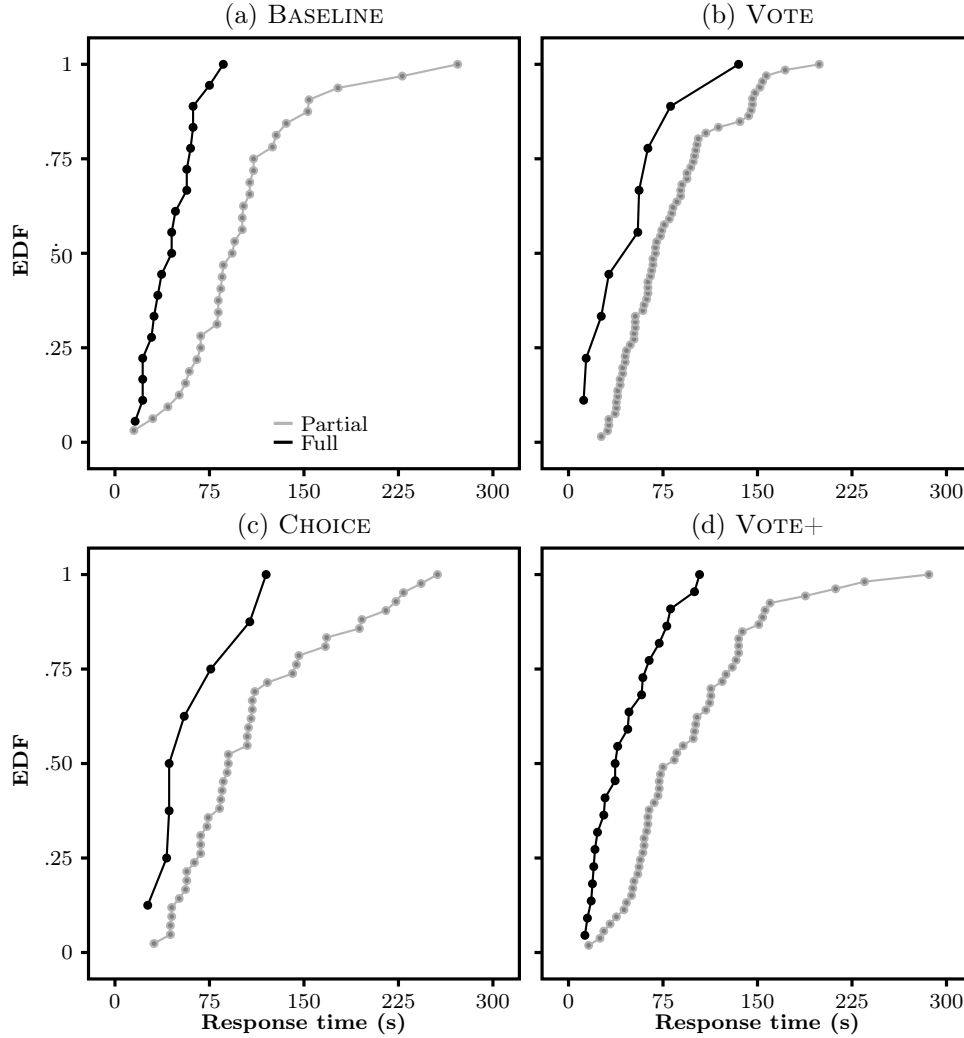 (a) BASELINE
(b) VOTE
EDF
1
.75
.50
.25
0
Partial
Full
0 75 150 225 300
0 75 150 225 300
(c) CHOICE
(d) VOTE+
EDF
1
.75
.50
.25
0
0 75 150 225 300
0 75 150 225 300
Response time (s)
Response time (s)